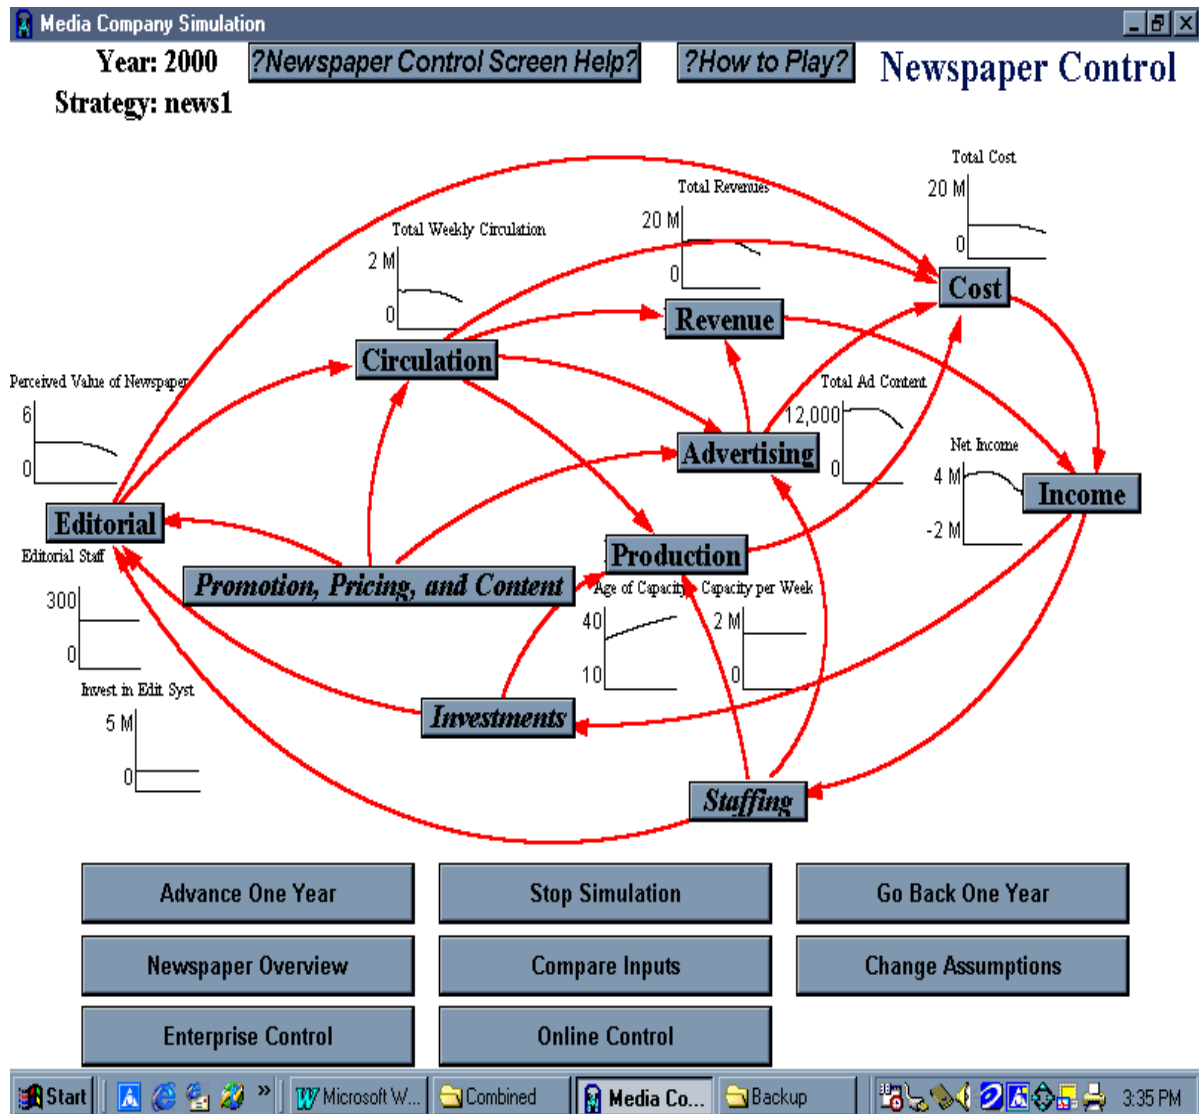 Media Company Simulation
Year: 2000
?Newspaper Control Screen Help?
?How to Play?
Newspaper Control
Strategy: news1
Total Cost
20 M
0
Total Revenues
20 M
0
Total Weekly Circulation
2 M
0
Cost
Revenue
Circulation
Perceived Value of Newspaper
6
0
Total Ad Content
12,000
0
Advertising
Net Income
4 M
-2 M
Income
Editorial
Production
Editorial Staff
300
0
Promotion, Pricing, and Content
Age of Capacity
40
10
Capacity per Week
2 M
0
Invest in Edit Syst
5 M
0
Investments
Staffing
Advance One Year
Stop Simulation
Go Back One Year
Newspaper Overview
Compare Inputs
Change Assumptions
Enterprise Control
Online Control
Start
»
Microsoft W...
Combined
Media Co...
Backup
3:35 PM